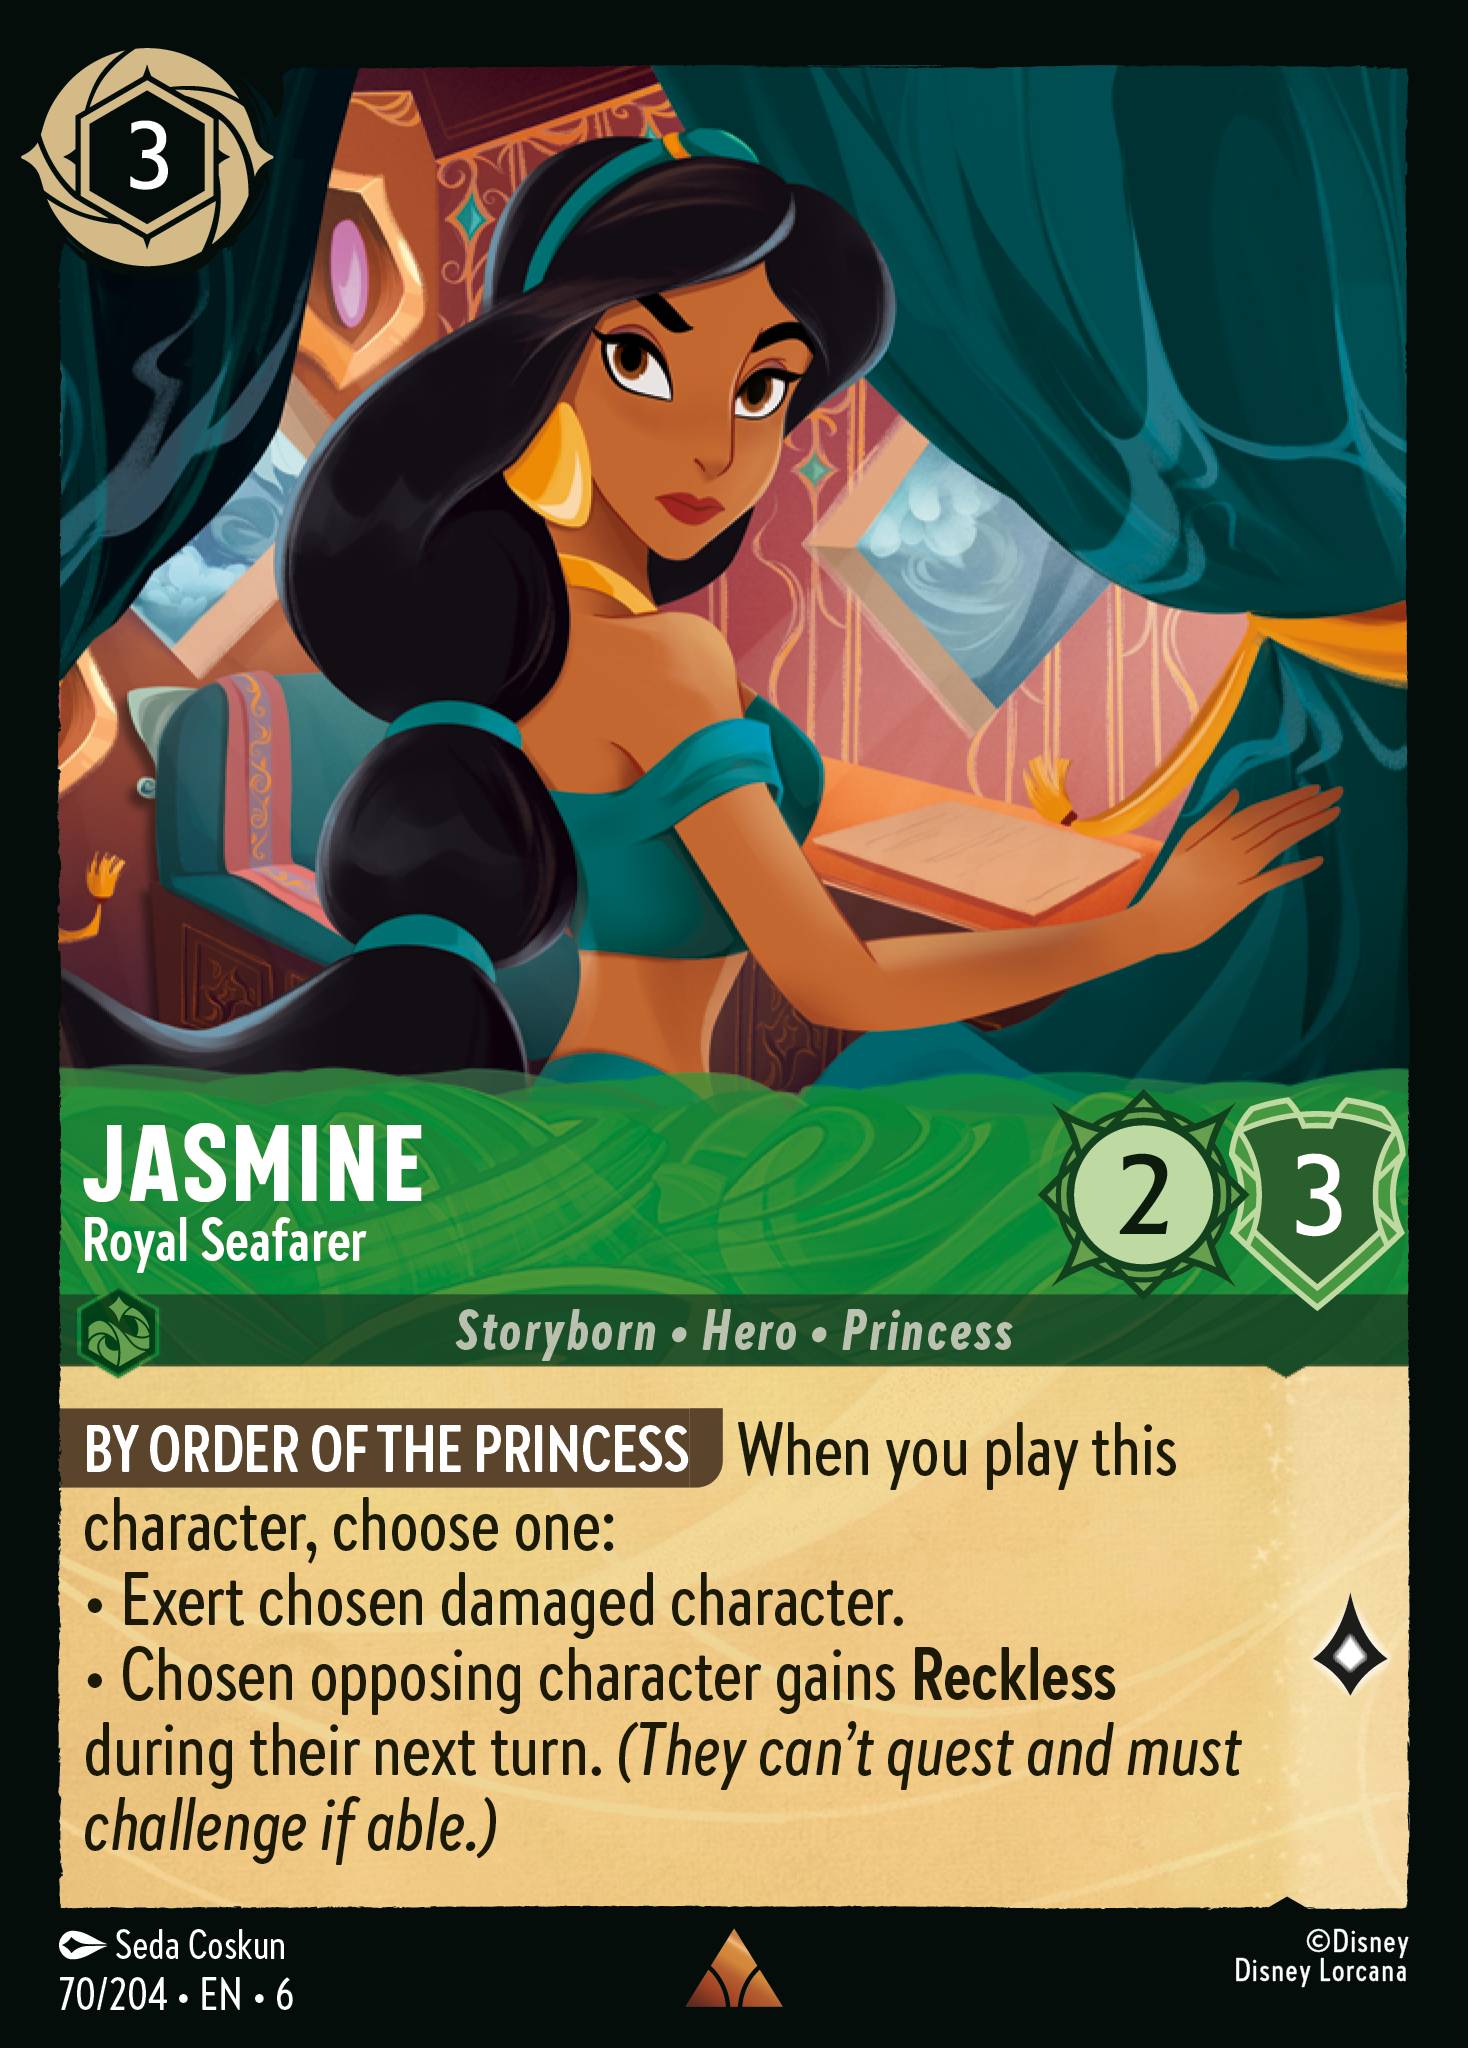 3
JASMINE
Royal Seafarer
2
3
Storyborn • Hero • Princess
BY ORDER OF THE PRINCESS When you play this
character, choose one:
• Exert chosen damaged character.
• Chosen opposing character gains Reckless
during their next turn. (They can’t quest and must
challenge if able.)
Seda Coskun
70/204 • EN • 6
©Disney
Disney Lorcana